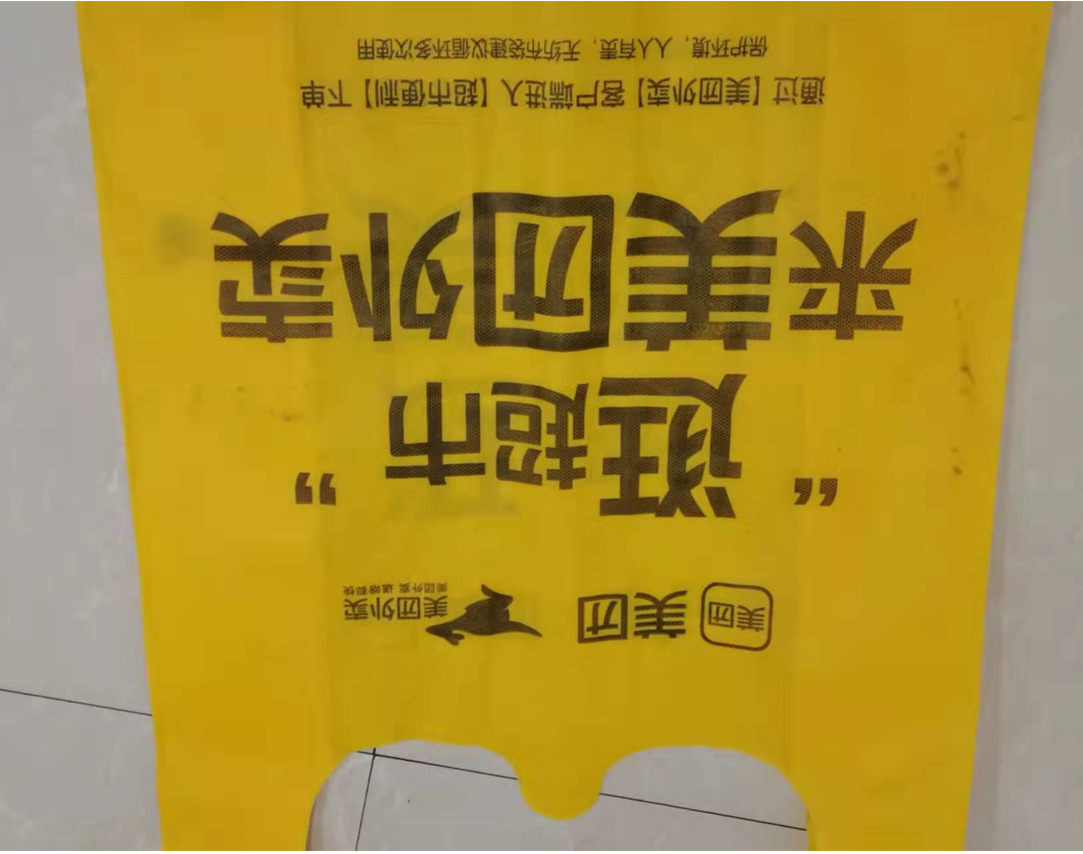 美团 美团 美团外卖
美团外卖 送啥都快
“逛超市”
来美团外卖
通过【美团外卖】客户端进入【超市便利】下单
保护环境，人人有责，无纺布袋建议循环多次使用